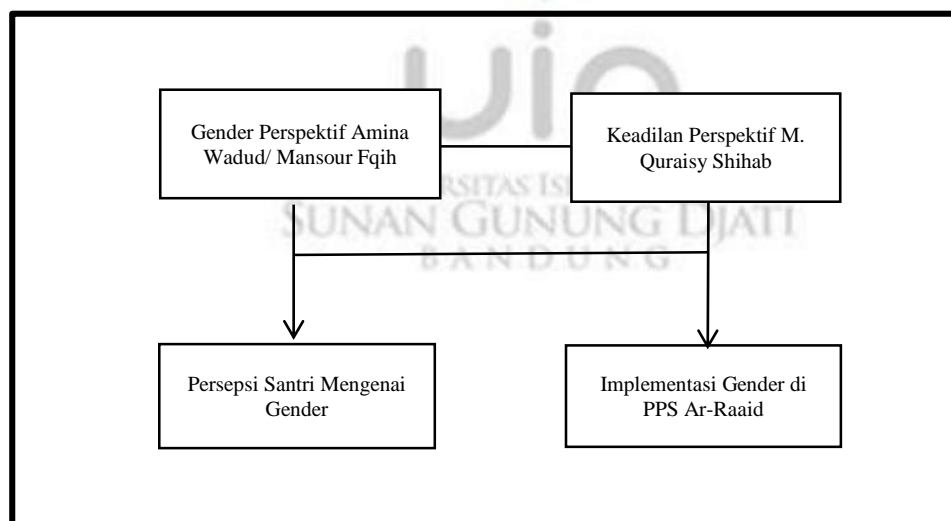 uin
Gender Perspektif Amina
Wadud/ Mansour Fqih
Keadilan Perspektif M.
Quraisy Shihab
SUNAN GUNUNG DJATI
BANDUNG
Persepsi Santri Mengenai
Gender
Implementasi Gender di
PPS Ar-Raaid